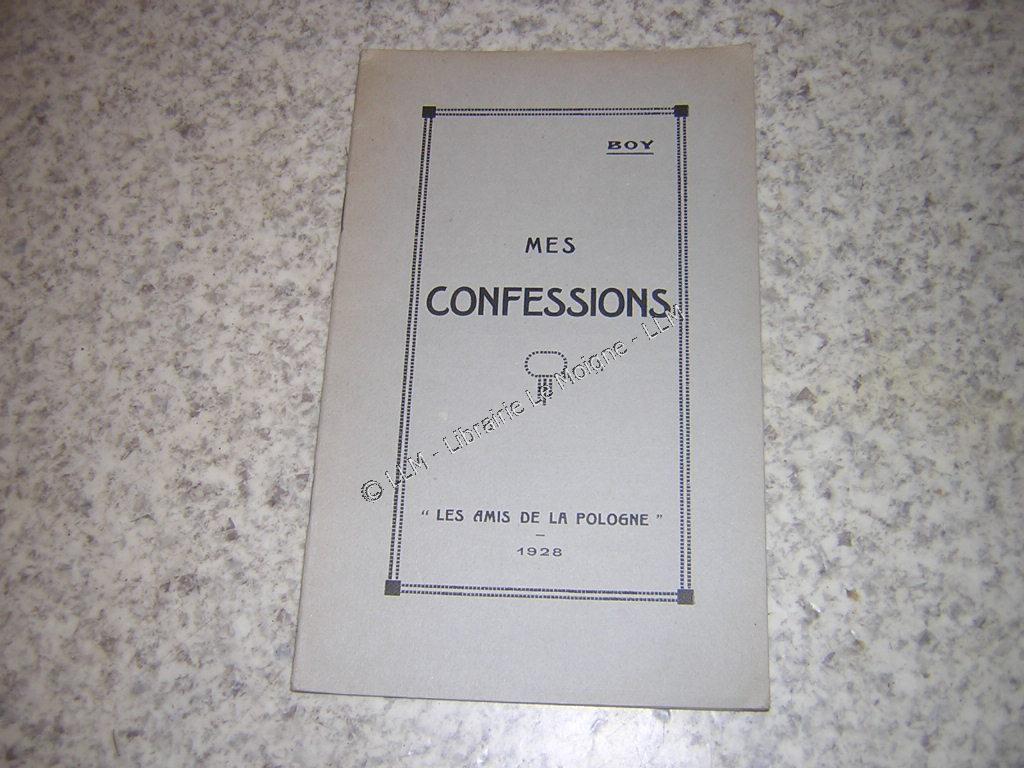 BOY
MES
CONFESSIONS
© LLM - Librairie Le Moigne - LLM
“ LES AMIS DE LA POLOGNE ”
—
1928